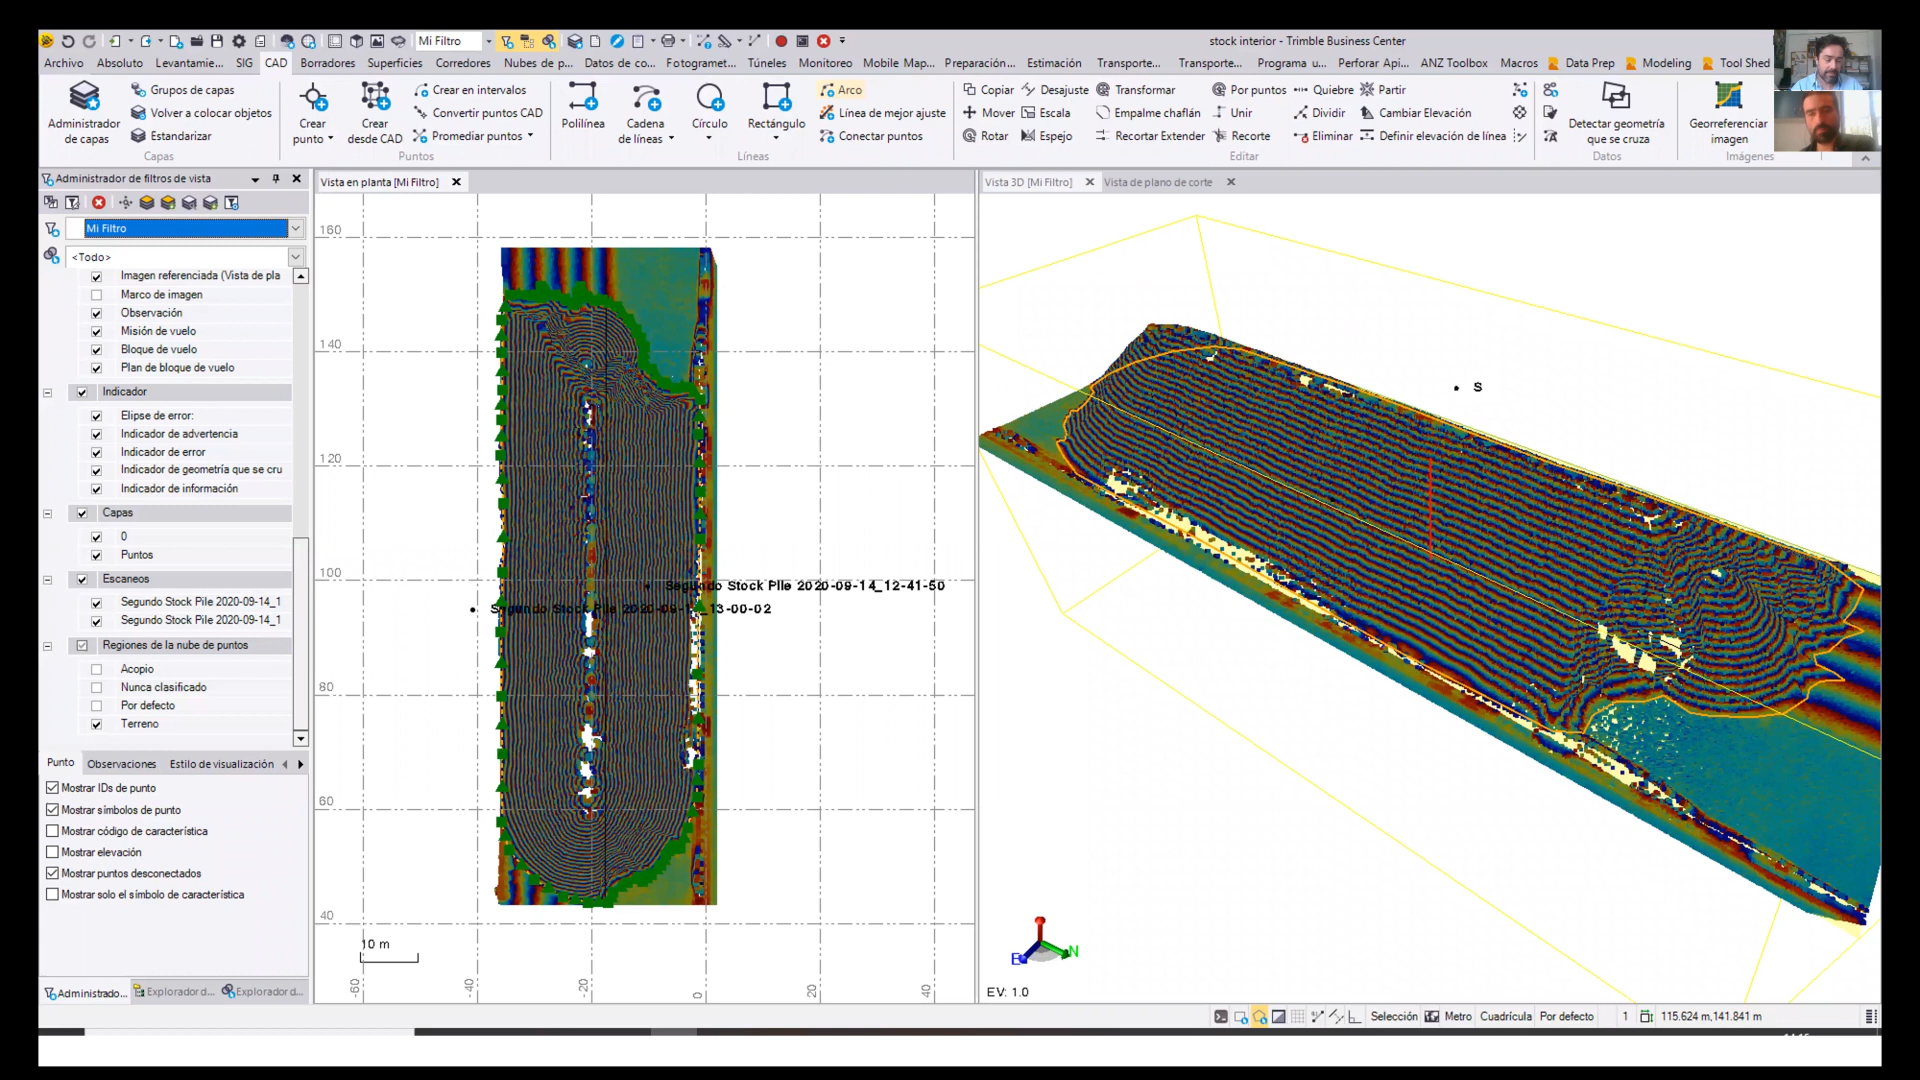 Mi Filtro
stock interior - Trimble Business Center
Archivo Absoluto Levantamie... SIG CAD Borradores Superficies Corredores Nubes de p... Datos de co... Fotogramet... Túneles Monitoreo Mobile Map... Preparación... Estimación Transporte... Transporte... Programa u... Perforar Api... ANZ Toolbox Macros Data Prep Modeling Tool Shed
Administrador de capas
Grupos de capas
Volver a colocar objetos
Estandarizar
Capas
Crear punto
Crear desde CAD
Crear en intervalos
Convertir puntos CAD
Promediar puntos
Puntos
Polilínea
Cadena de líneas
Círculo
Rectángulo
Arco
Línea de mejor ajuste
Conectar puntos
Líneas
Copiar Desajuste Transformar Por puntos Quiebre Partir
Mover Escala Empalme chaflán Unir Dividir Cambiar Elevación
Rotar Espejo Recortar Extender Recorte Eliminar Definir elevación de línea
Editar
Detectar geometría que se cruza
Datos
Georreferenciar imagen
Imágenes
Administrador de filtros de vista
Mi Filtro
<Todo>
Imagen referenciada (Vista de pla
Marco de imagen
Observación
Misión de vuelo
Bloque de vuelo
Plan de bloque de vuelo
Indicador
Elipse de error:
Indicador de advertencia
Indicador de error
Indicador de geometría que se cru
Indicador de información
Capas
0
Puntos
Escaneos
Segundo Stock Pile 2020-09-14_1
Segundo Stock Pile 2020-09-14_1
Regiones de la nube de puntos
Acopio
Nunca clasificado
Por defecto
Terreno
Punto Observaciones Estilo de visualización
Mostrar IDs de punto
Mostrar símbolos de punto
Mostrar código de característica
Mostrar elevación
Mostrar puntos desconectados
Mostrar solo el símbolo de característica
Administrado... Explorador d... Explorador d...
Vista en planta [Mi Filtro]
160
140
120
100
80
60
40
Segundo Stock Pile 2020-09-14_12-41-50
10 m
-60 -40 -20 0 20 40
Vista 3D [Mi Filtro] Vista de plano de corte
S
E N
EV: 1.0
Selección Metro Cuadrícula Por defecto 1 115.624 m,141.841 m